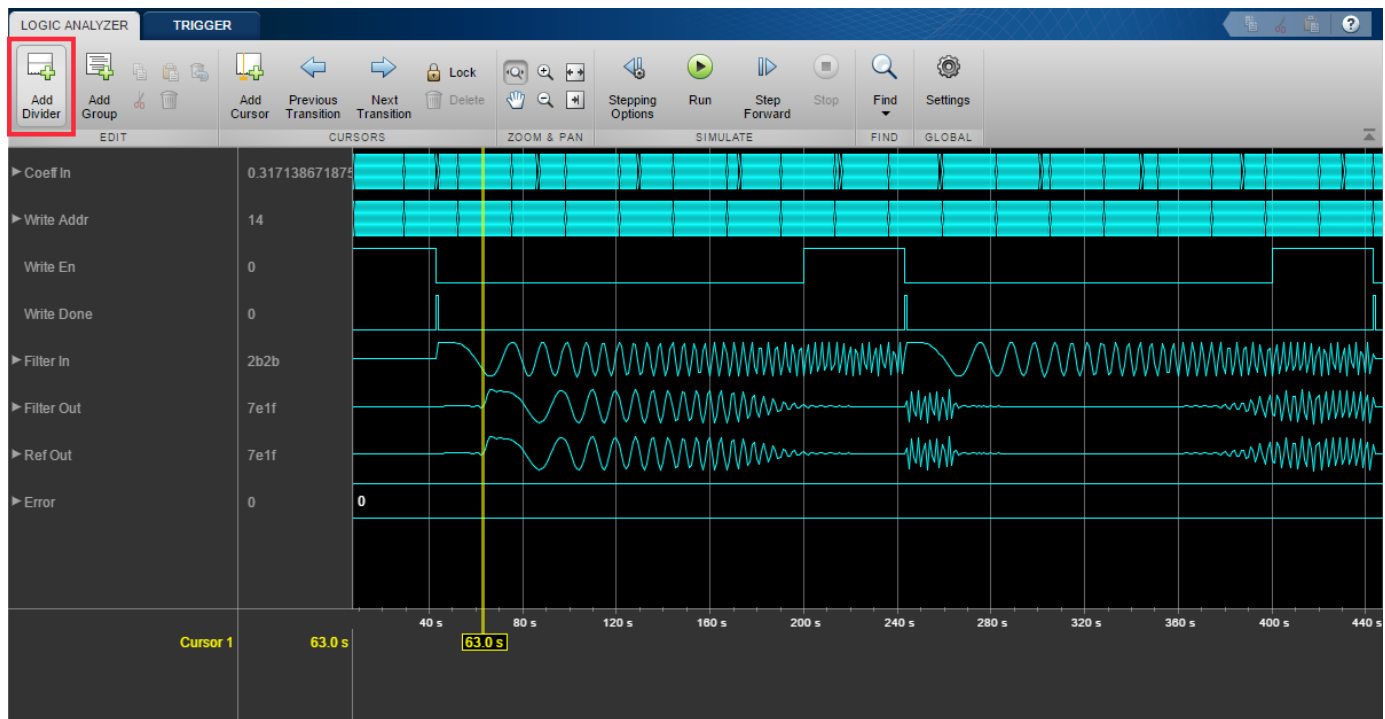 LOGIC ANALYZER TRIGGER
?
Add Divider
Add Group
EDIT
Add Cursor
Previous Transition
Next Transition
Lock
Delete
CURSORS
ZOOM & PAN
Stepping Options
Run
Step Forward
Stop
SIMULATE
Find
FIND
Settings
GLOBAL
Coeff In 0.317138671875
Write Addr 14
Write En 0
Write Done 0
Filter In 2b2b
Filter Out 7e1f
Ref Out 7e1f
Error 0 0
40 s 80 s 120 s 160 s 200 s 240 s 280 s 320 s 360 s 400 s 440 s
Cursor 1 63.0 s 63.0 s